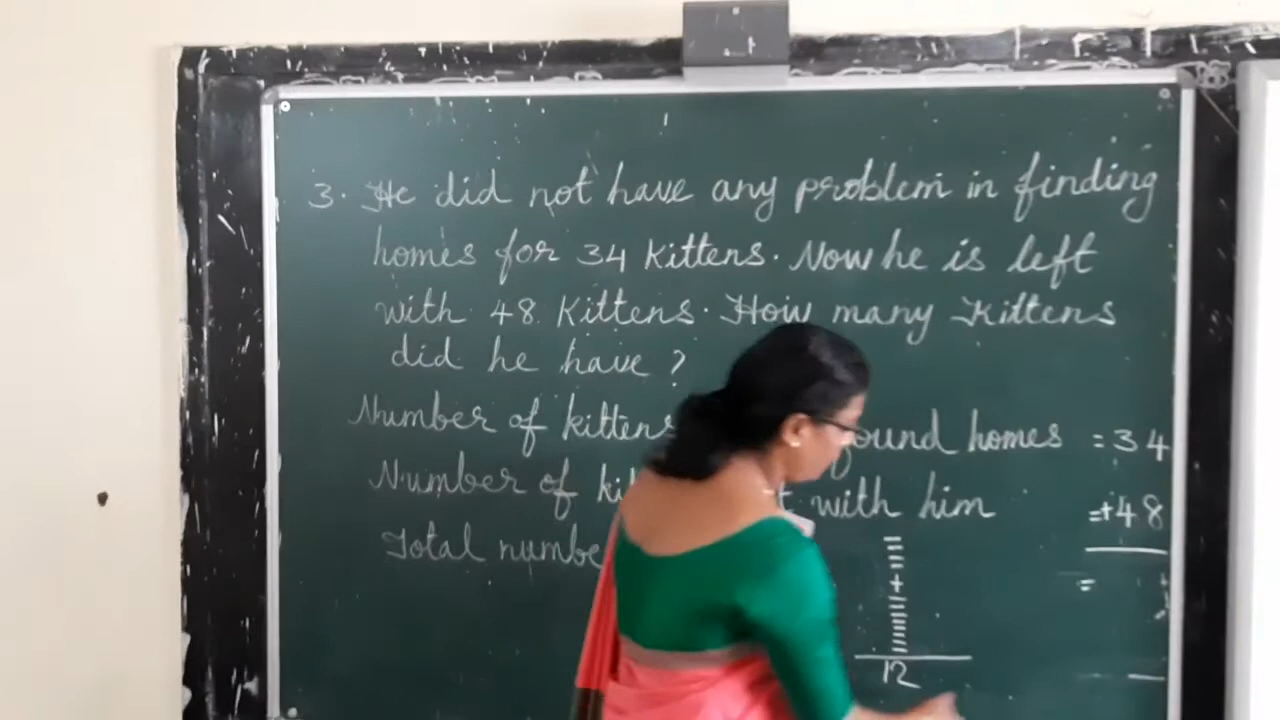 3. He did not have any problem in finding
homes for 34 kittens. Now he is left
with 48 kittens. How many kittens
did he have?
Number of kittens found homes = 34
Number of with him =+48
Total
=
+
12